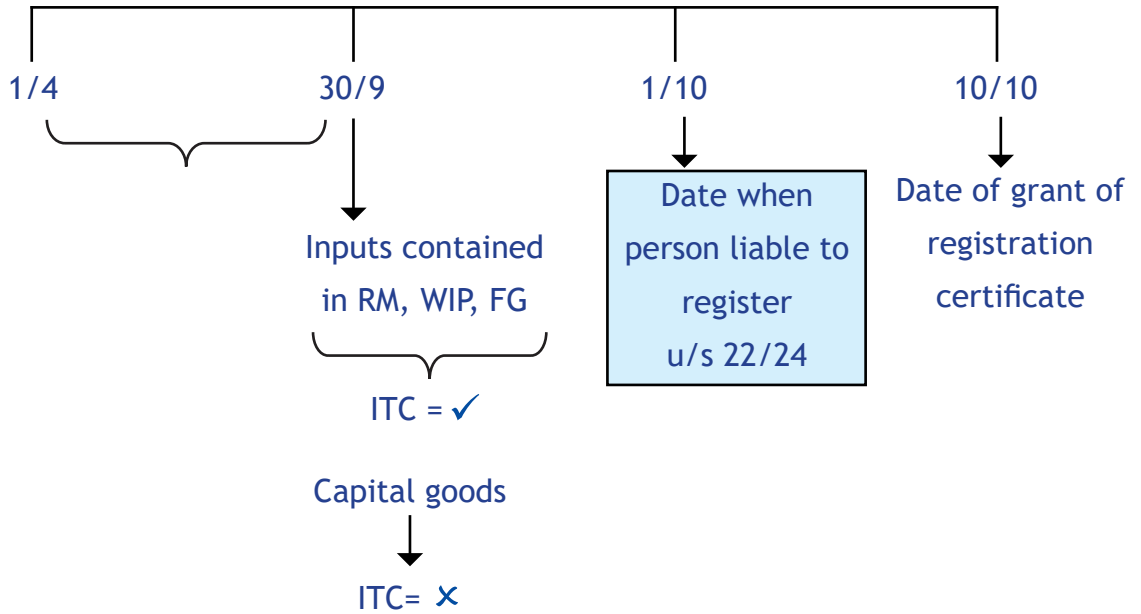 1/4
30/9
1/10
10/10
Inputs contained
in RM, WIP, FG
ITC = ✓
Capital goods
ITC= ✗
Date when
person liable to
register
u/s 22/24
Date of grant of
registration
certificate